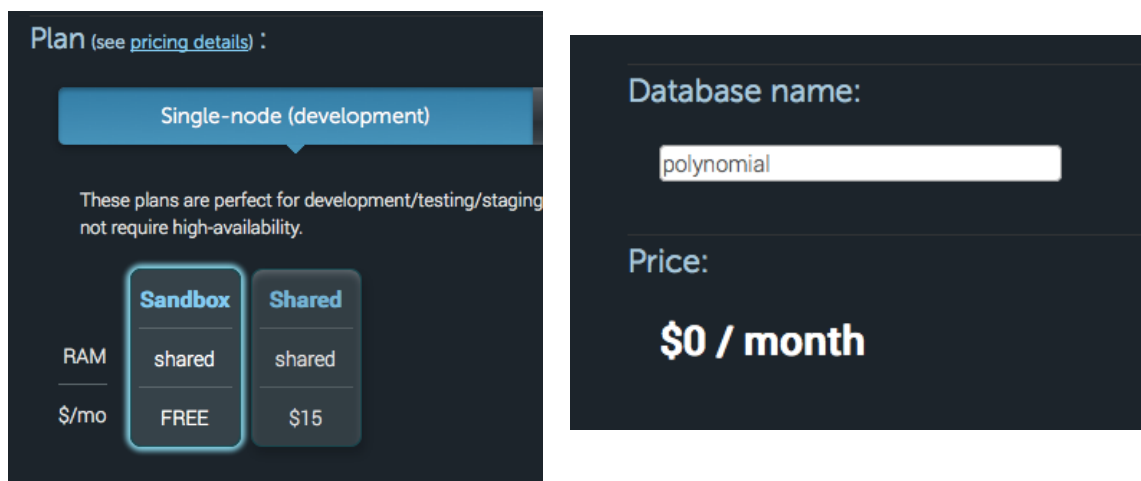 Plan (see pricing details) :
Single-node (development)
These plans are perfect for development/testing/staging
not require high-availability.
Sandbox Shared
RAM shared shared
$/mo FREE $15
Database name:
polynomial
Price:
$0 / month